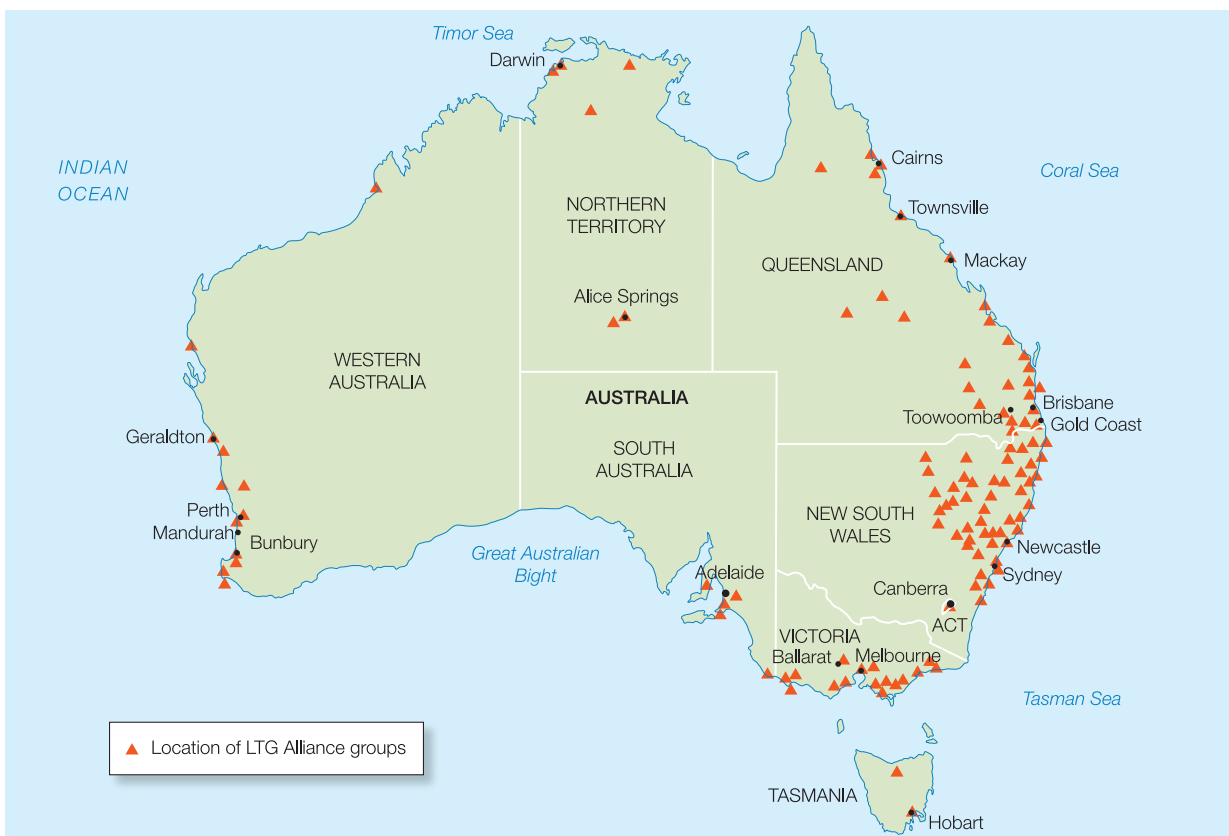 Timor Sea
Darwin
INDIAN
OCEAN
Cairns
Coral Sea
NORTHERN
TERRITORY
Townsville
QUEENSLAND
Mackay
Alice Springs
WESTERN
AUSTRALIA
AUSTRALIA
Brisbane
Toowoomba
Gold Coast
Geraldton
SOUTH
AUSTRALIA
Perth
Mandurah
Bunbury
NEW SOUTH
WALES
Great Australian
Bight
Newcastle
Adelaide
Sydney
Canberra
ACT
VICTORIA
Ballarat
Melbourne
Tasman Sea
Location of LTG Alliance groups
TASMANIA
Hobart